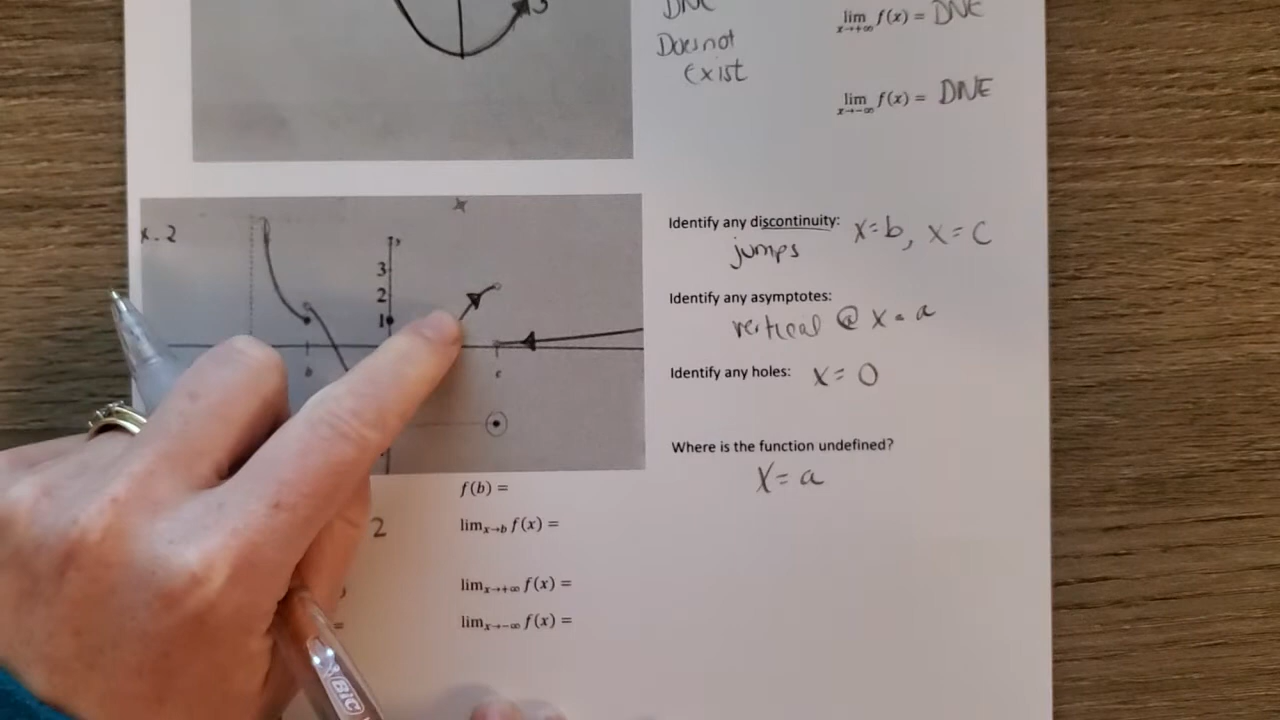 3
DNE
Does not
Exist
lim x→+∞ f(x) = DNE
lim x→-∞ f(x) = DNE
x. 2
Identify any discontinuity: x=b, x=c
jumps
Identify any asymptotes:
vertical @ x=a
Identify any holes: x=0
Where is the function undefined?
x=a
3
2
1
b
c
f(b) =
2
lim x→b f(x) =
lim x→+∞ f(x) =
lim x→-∞ f(x) =
=
BIC